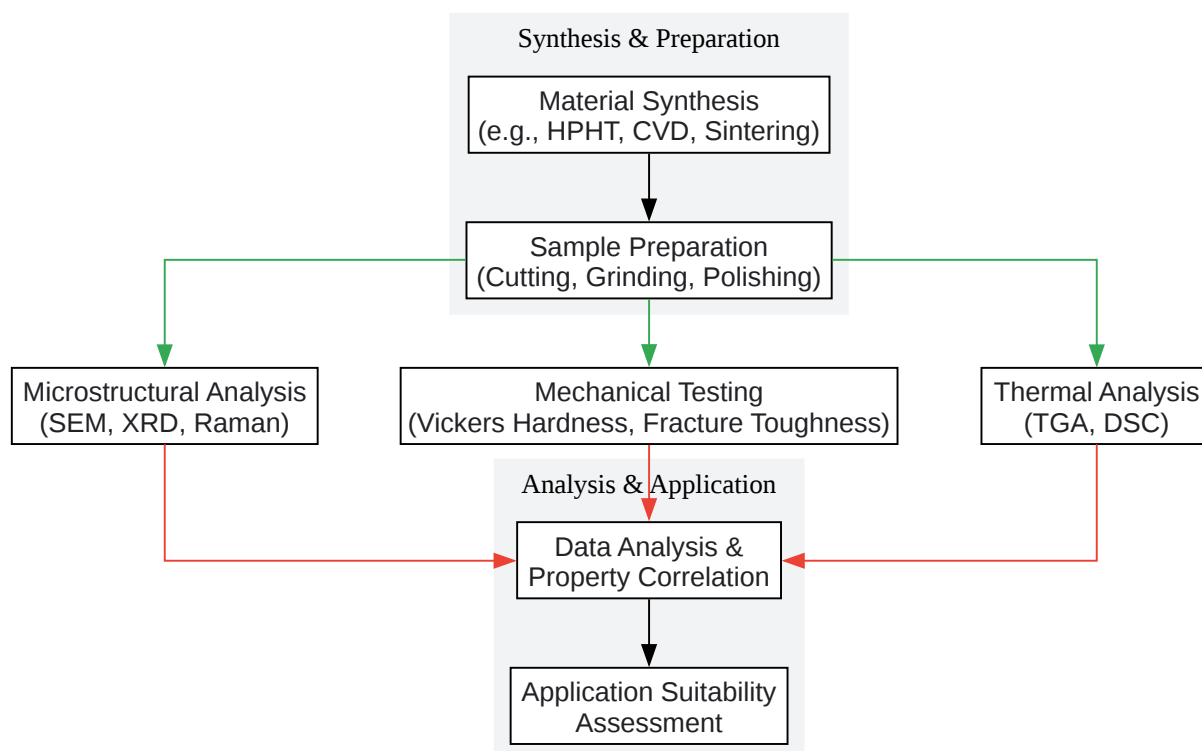 Synthesis & Preparation
Material Synthesis
(e.g., HPHT, CVD, Sintering)
Sample Preparation
(Cutting, Grinding, Polishing)
Microstructural Analysis
(SEM, XRD, Raman)
Mechanical Testing
(Vickers Hardness, Fracture Toughness)
Thermal Analysis
(TGA, DSC)
Analysis & Application
Data Analysis &
Property Correlation
Application Suitability
Assessment